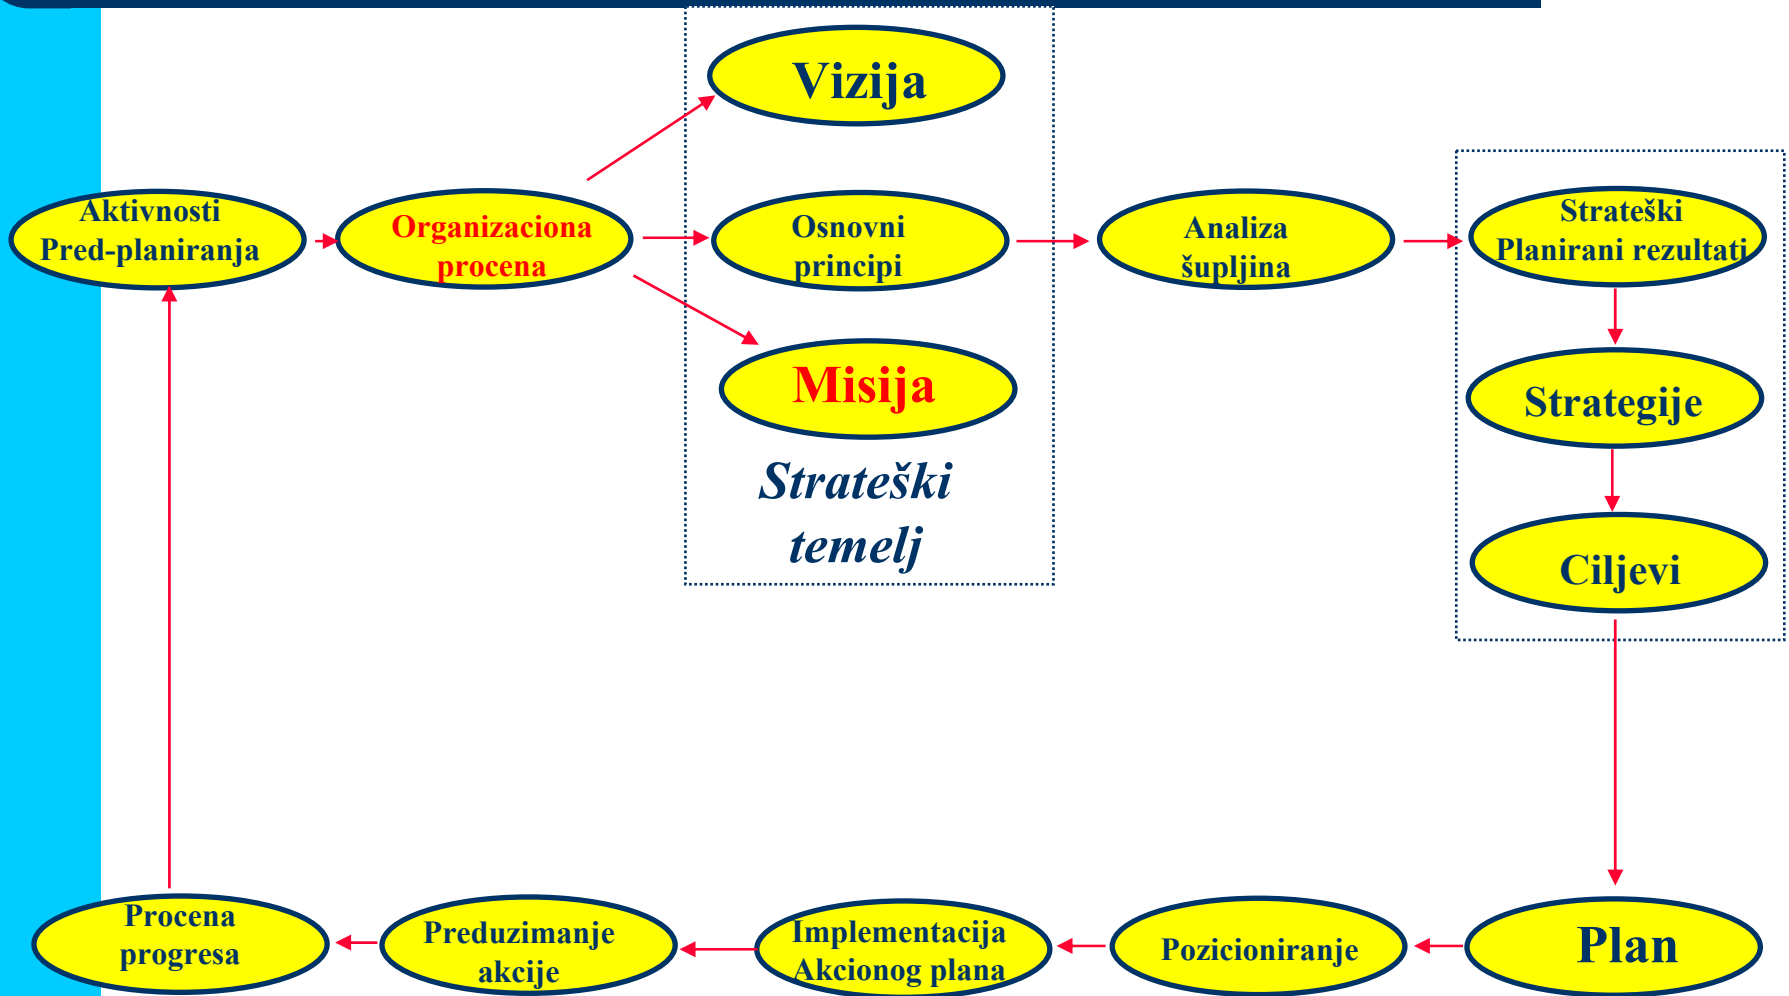 Vizija
Aktivnosti
Pred-planiranja
Organizaciona
procena
Osnovni
principi
Analiza
šupljina
Strateški
Planirani rezultati
Misija
Strategije
Strateški
temelj
Ciljevi
Procena
progresa
Preduzimanje
akcije
Implementacija
Akcionog plana
Pozicioniranje
Plan